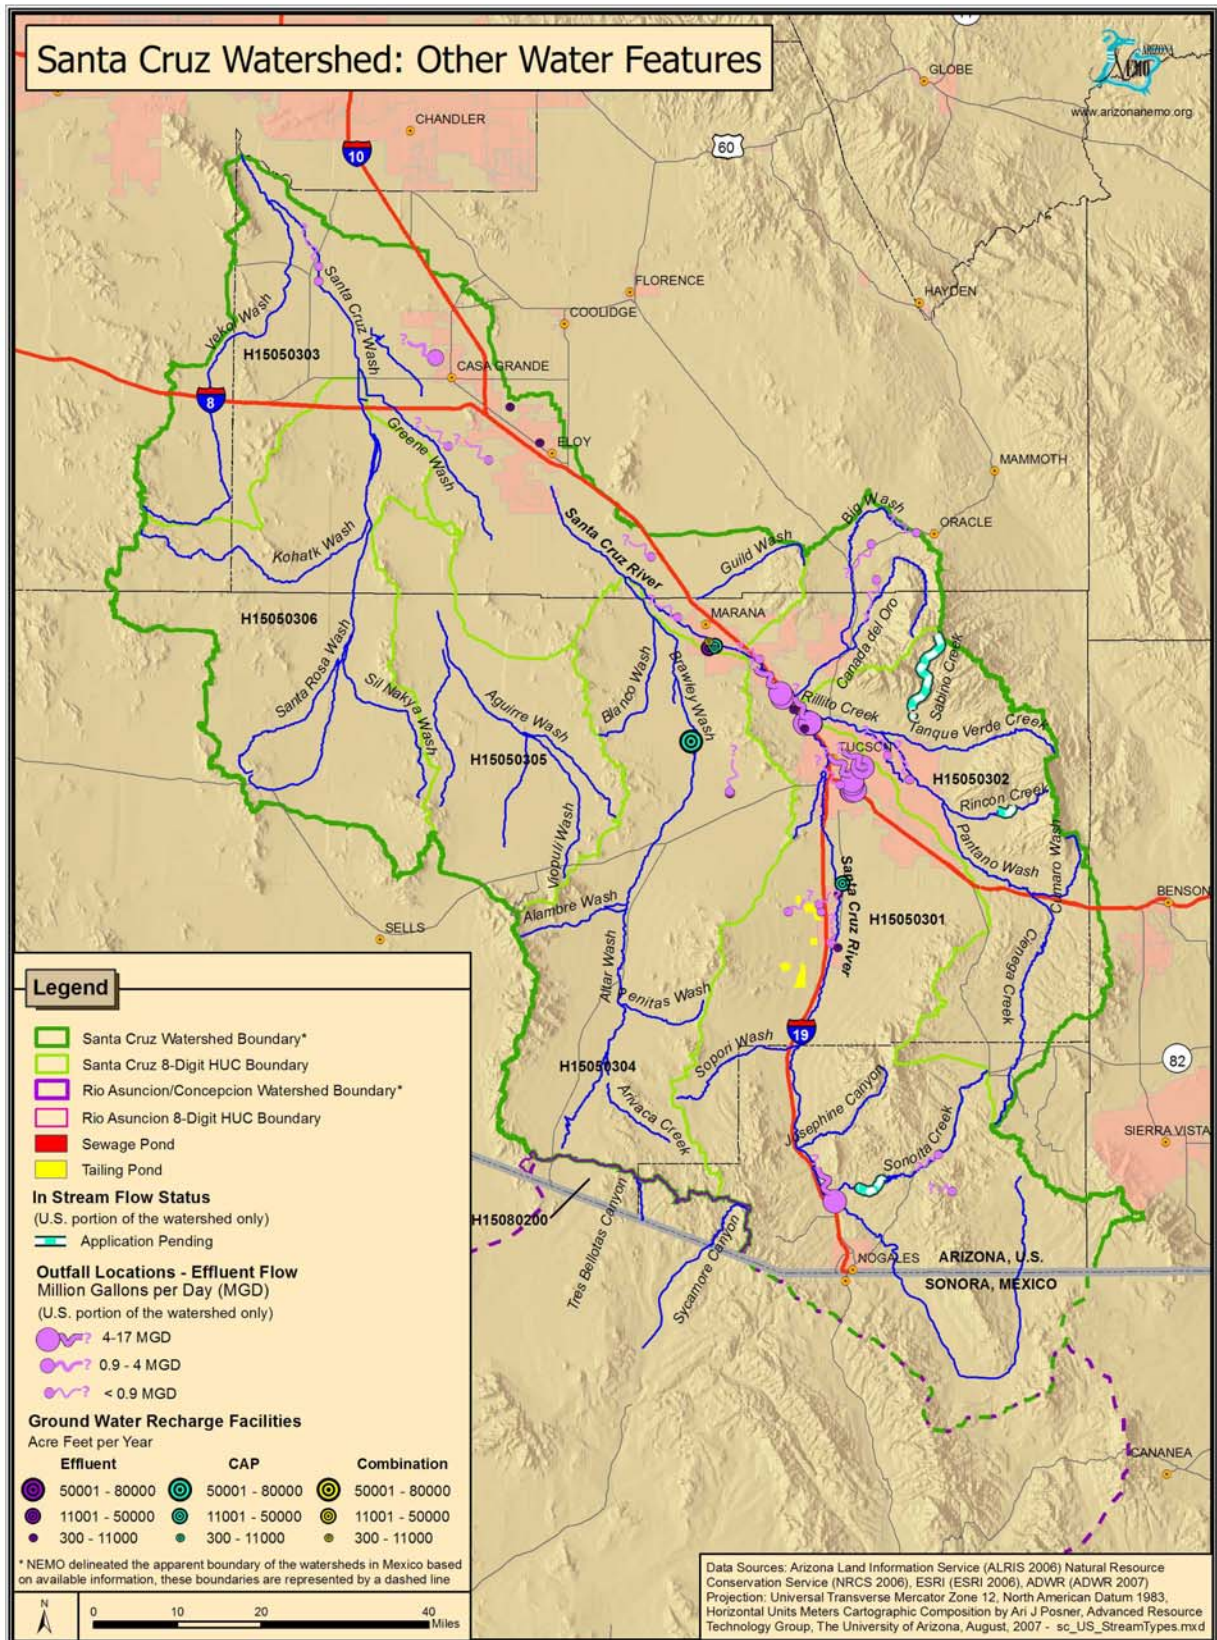 Santa Cruz Watershed: Other Water Features
ARIZONA
NEMO
www.arizonanemo.org
GLOBE
CHANDLER
60
10
FLORENCE
HAYDEN
COOLIDGE
Santa Cruz Wash
Vekol Wash
H15050303
CASA GRANDE
8
Greene Wash
ELOY
MAMMOTH
Big Wash
ORACLE
Santa Cruz River
Guild Wash
Kohatk Wash
MARANA
H15050306
Canada del Oro
Sabino Creek
Santa Rosa Wash
Sil Nakya Wash
Aguirre Wash
Blanco Wash
Brawley Wash
Rillito Creek
Tanque Verde Creek
TUCSON
H15050305
H15050302
Rincon Creek
Viopuli Wash
Pantano Wash
Cumaro Wash
Santa Cruz River
BENSON
Alambre Wash
H15050301
SELLS
Altar Wash
Cienega Creek
Penitas Wash
19
Sopori Wash
82
H15050304
Arivaca Creek
Josephine Canyon
Sonoita Creek
SIERRA VISTA
H15080200
Tres Bellotas Canyon
Sycamore Canyon
NOGALES
ARIZONA, U.S.
SONORA, MEXICO
CANANEA
Legend
Santa Cruz Watershed Boundary*
Santa Cruz 8-Digit HUC Boundary
Rio Asuncion/Concepcion Watershed Boundary*
Rio Asuncion 8-Digit HUC Boundary
Sewage Pond
Tailing Pond
In Stream Flow Status
(U.S. portion of the watershed only)
Application Pending
Outfall Locations - Effluent Flow
Million Gallons per Day (MGD)
(U.S. portion of the watershed only)
? 4-17 MGD
? 0.9 - 4 MGD
? < 0.9 MGD
Ground Water Recharge Facilities
Acre Feet per Year
Effluent CAP Combination
50001 - 80000 50001 - 80000 50001 - 80000
11001 - 50000 11001 - 50000 11001 - 50000
300 - 11000 300 - 11000 300 - 11000
* NEMO delineated the apparent boundary of the watersheds in Mexico based
on available information, these boundaries are represented by a dashed line
N
0 10 20 40
Miles
Data Sources: Arizona Land Information Service (ALRIS 2006) Natural Resource
Conservation Service (NRCS 2006), ESRI (ESRI 2006), ADWR (ADWR 2007)
Projection: Universal Transverse Mercator Zone 12, North American Datum 1983,
Horizontal Units Meters Cartographic Composition by Ari J Posner, Advanced Resource
Technology Group, The University of Arizona, August, 2007 - sc_US_StreamTypes.mxd